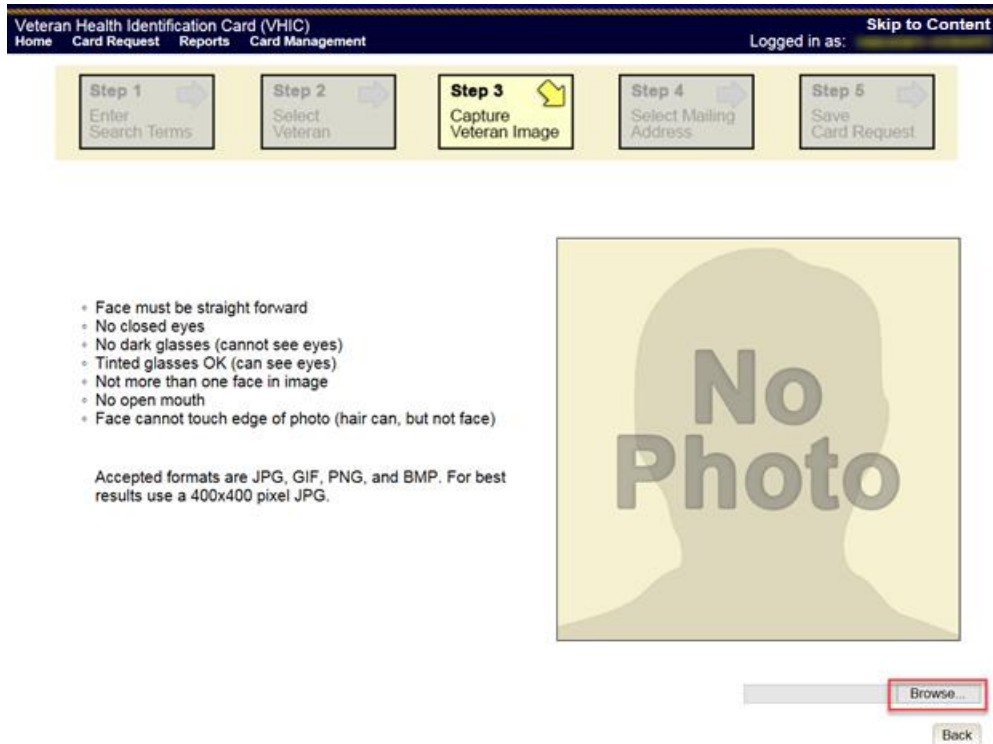 Veteran Health Identification Card (VHIC)
Skip to Content
Home Card Request Reports Card Management
Logged in as:
Step 1
Enter
Search Terms
Step 2
Select
Veteran
Step 3
Capture
Veteran Image
Step 4
Select Mailing
Address
Step 5
Save
Card Request
Face must be straight forward
No closed eyes
No dark glasses (cannot see eyes)
Tinted glasses OK (can see eyes)
Not more than one face in image
No open mouth
Face cannot touch edge of photo (hair can, but not face)
Accepted formats are JPG, GIF, PNG, and BMP. For best
results use a 400x400 pixel JPG.
No
Photo
Browse...
Back